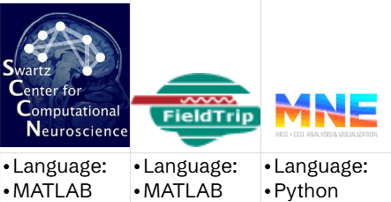 Swartz
Center for
Computational
Neuroscience
FieldTrip
MNE
MEG + EEG ANALYSIS & VISUALIZATION
• Language:
• MATLAB
• Language:
• MATLAB
• Language:
• Python